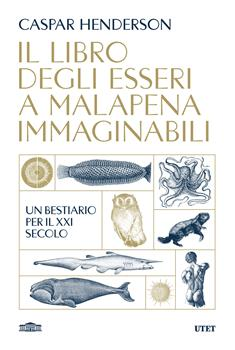 CASPAR HENDERSON
IL LIBRO
DEGLI ESSERI
A MALAPENA
IMMAGINABILI
UN BESTIARIO
PER IL XXI
SECOLO
UTET